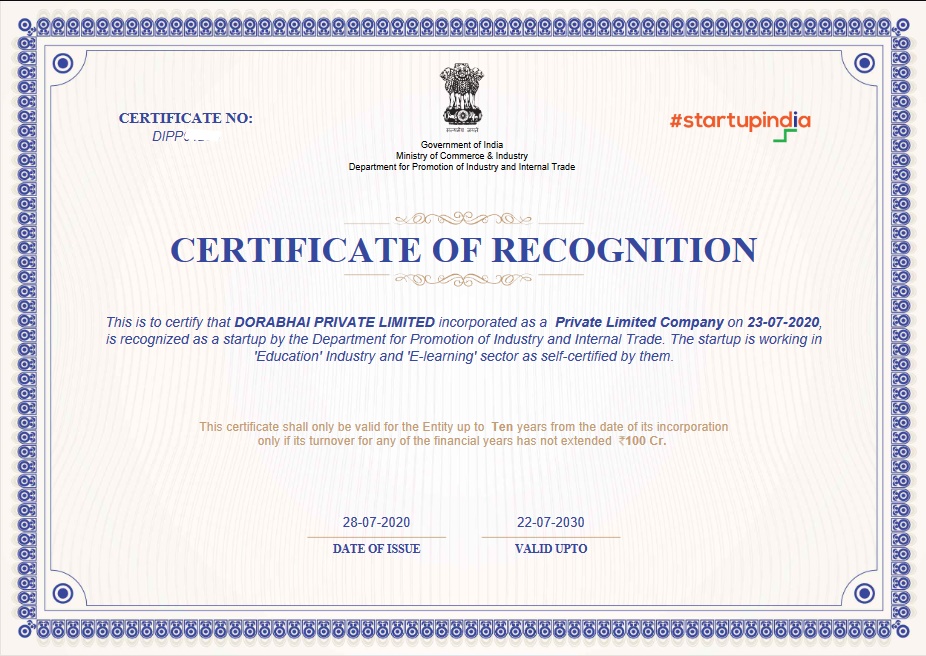 CERTIFICATE NO:
सत्यमेव जयते
#startupindia
Government of India
Ministry of Commerce & Industry
Department for Promotion of Industry and Internal Trade
CERTIFICATE OF RECOGNITION
This is to certify that DORABHAI PRIVATE LIMITED incorporated as a Private Limited Company on 23-07-2020,
is recognized as a startup by the Department for Promotion of Industry and Internal Trade. The startup is working in
'Education' Industry and 'E-learning' sector as self-certified by them.
This certificate shall only be valid for the Entity up to Ten years from the date of its incorporation
only if its turnover for any of the financial years has not extended ₹100 Cr.
28-07-2020
22-07-2030
DATE OF ISSUE
VALID UPTO